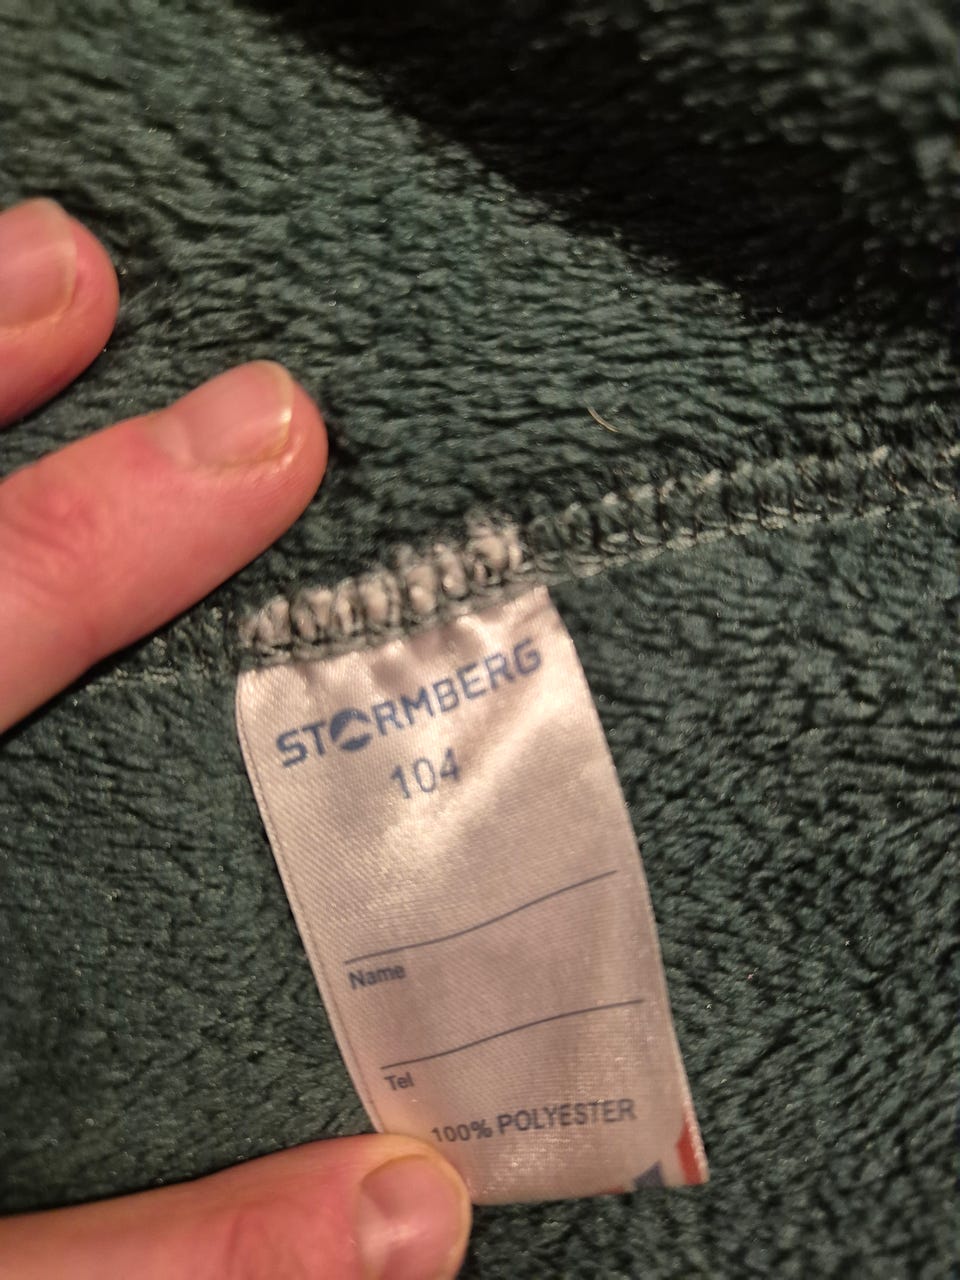 STORMBERG
104
Name
Tel
100% POLYESTER